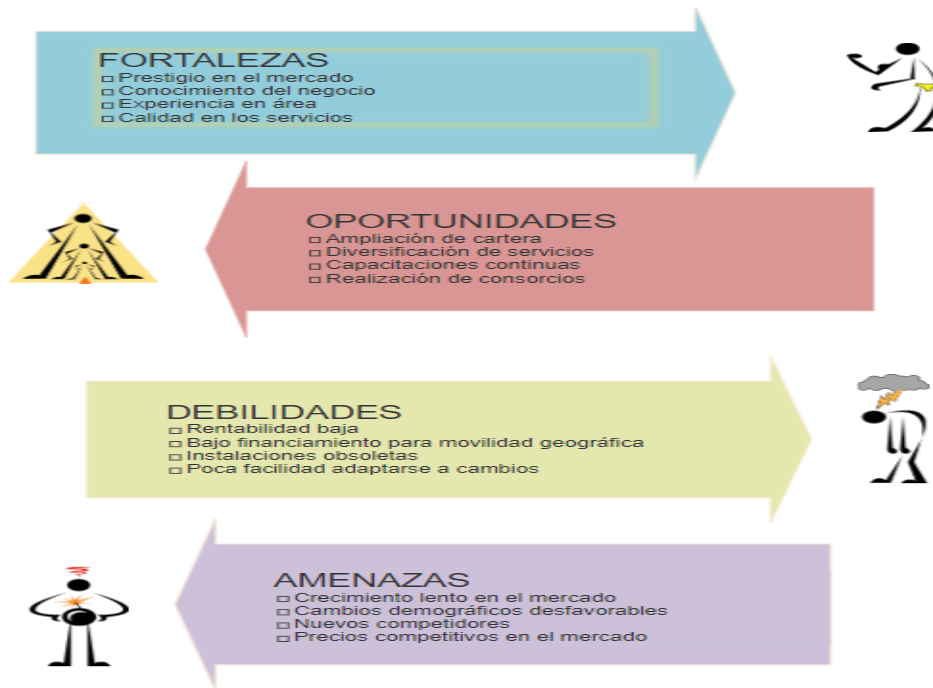 FORTALEZAS
Prestigio en el mercado
Conocimiento del negocio
Experiencia en área
Calidad en los servicios
OPORTUNIDADES
Ampliación de cartera
Diversificación de servicios
Capacitaciones continuas
Realización de consorcios
DEBILIDADES
Rentabilidad baja
Bajo financiamiento para movilidad geográfica
Instalaciones obsoletas
Poca facilidad adaptarse a cambios
AMENAZAS
Crecimiento lento en el mercado
Cambios demográficos desfavorables
Nuevos competidores
Precios competitivos en el mercado